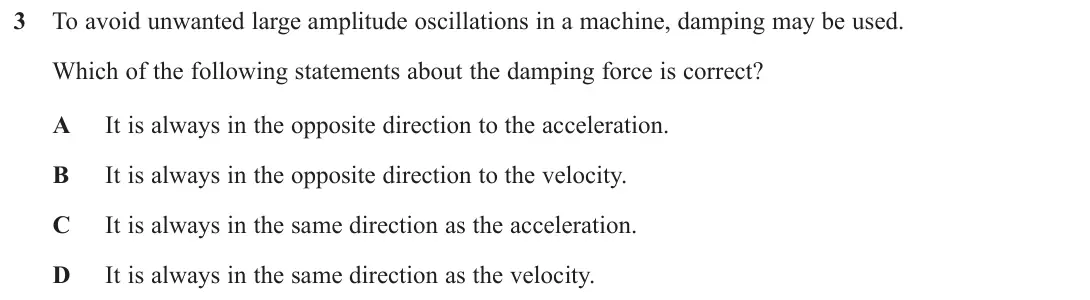 3 To avoid unwanted large amplitude oscillations in a machine, damping may be used.
Which of the following statements about the damping force is correct?
A It is always in the opposite direction to the acceleration.
B It is always in the opposite direction to the velocity.
C It is always in the same direction as the acceleration.
D It is always in the same direction as the velocity.